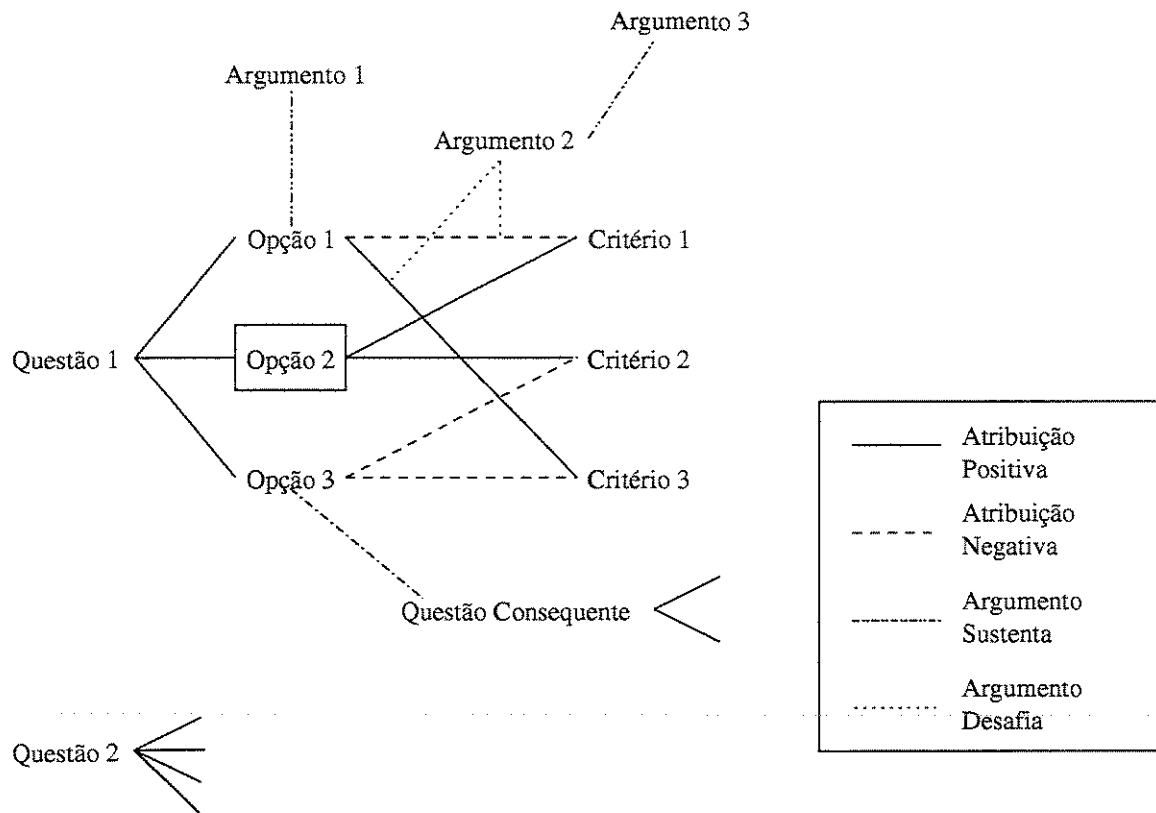 Argumento 3
Argumento 1
Argumento 2
Opção 1
Critério 1
Questão 1
Opção 2
Critério 2
Opção 3
Critério 3
Atribuição
Positiva
Atribuição
Negativa
Questão Consequente
Argumento
Sustenta
Argumento
Desafia
Questão 2